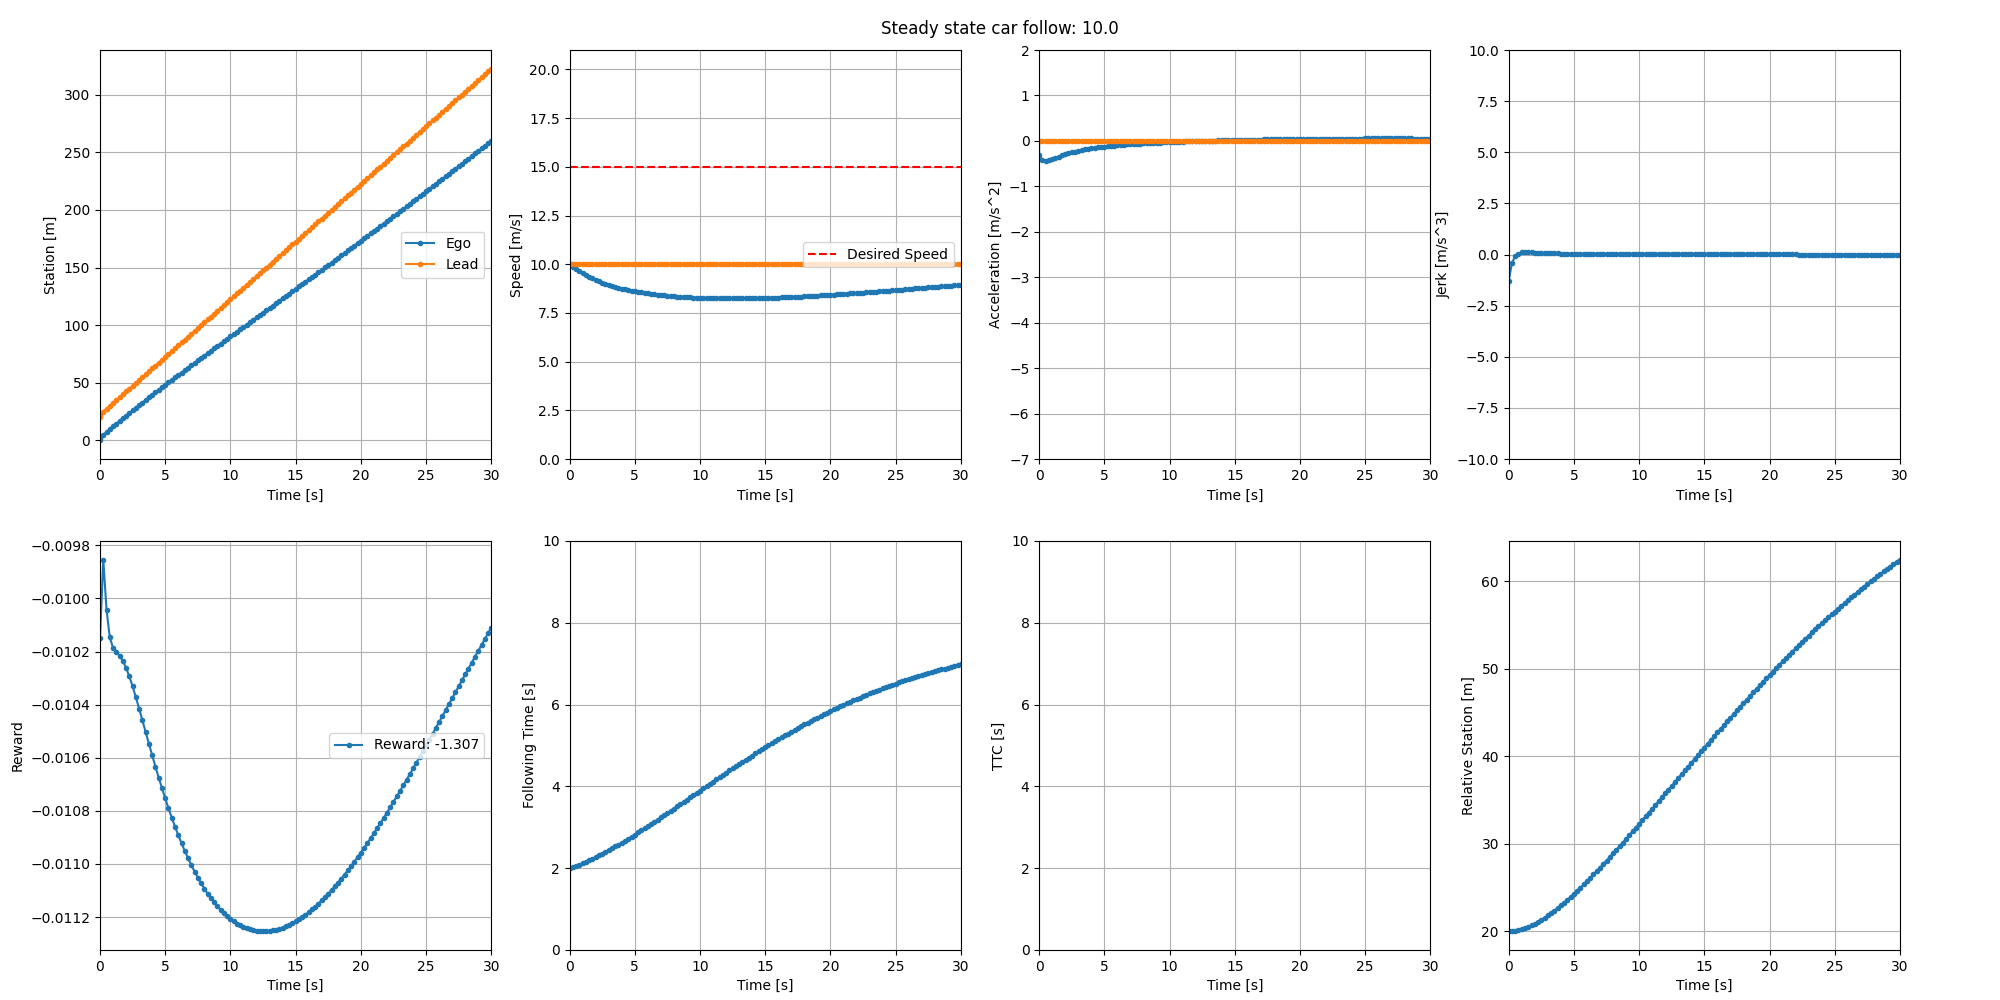 Steady state car follow: 10.0
Station [m]
300
250
200
150
100
50
0
Ego
Lead
0 5 10 15 20 25 30
Time [s]
Speed [m/s]
20.0
17.5
15.0
12.5
10.0
7.5
5.0
2.5
0.0
Desired Speed
0 5 10 15 20 25 30
Time [s]
Acceleration [m/s^2]
2
1
0
−1
−2
−3
−4
−5
−6
−7
0 5 10 15 20 25 30
Time [s]
Jerk [m/s^3]
10.0
7.5
5.0
2.5
0.0
−2.5
−5.0
−7.5
−10.0
0 5 10 15 20 25 30
Time [s]
Reward
−0.0098
−0.0100
−0.0102
−0.0104
−0.0106
−0.0108
−0.0110
−0.0112
Reward: -1.307
0 5 10 15 20 25 30
Time [s]
Following Time [s]
10
8
6
4
2
0
0 5 10 15 20 25 30
Time [s]
TTC [s]
10
8
6
4
2
0
0 5 10 15 20 25 30
Time [s]
Relative Station [m]
60
50
40
30
20
0 5 10 15 20 25 30
Time [s]